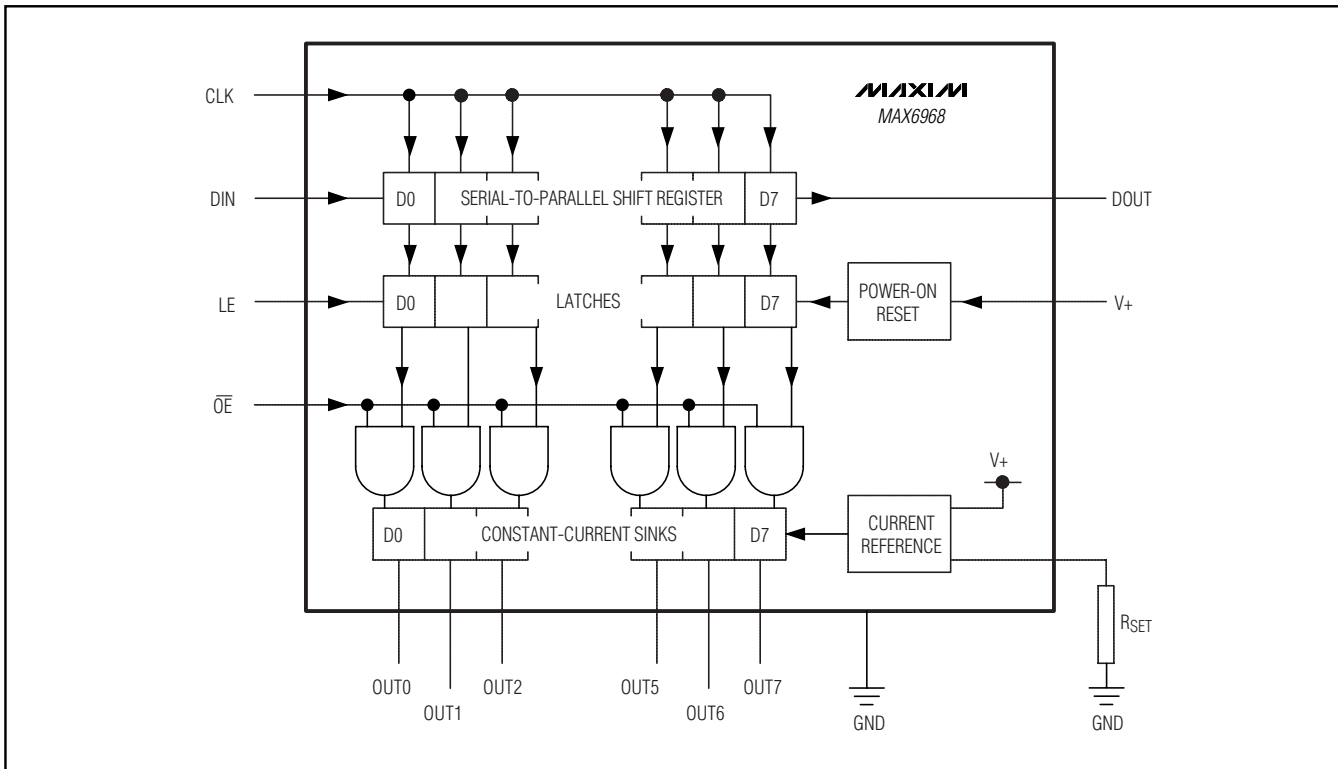 CLK
MAXIM
MAX6968
DIN
D0
SERIAL-TO-PARALLEL SHIFT REGISTER
D7
DOUT
LE
D0
LATCHES
D7
POWER-ON
RESET
V+
O̅E̅
V+
D0
CONSTANT-CURRENT SINKS
D7
CURRENT
REFERENCE
RSET
OUT0
OUT1
OUT2
OUT5
OUT6
OUT7
GND
GND